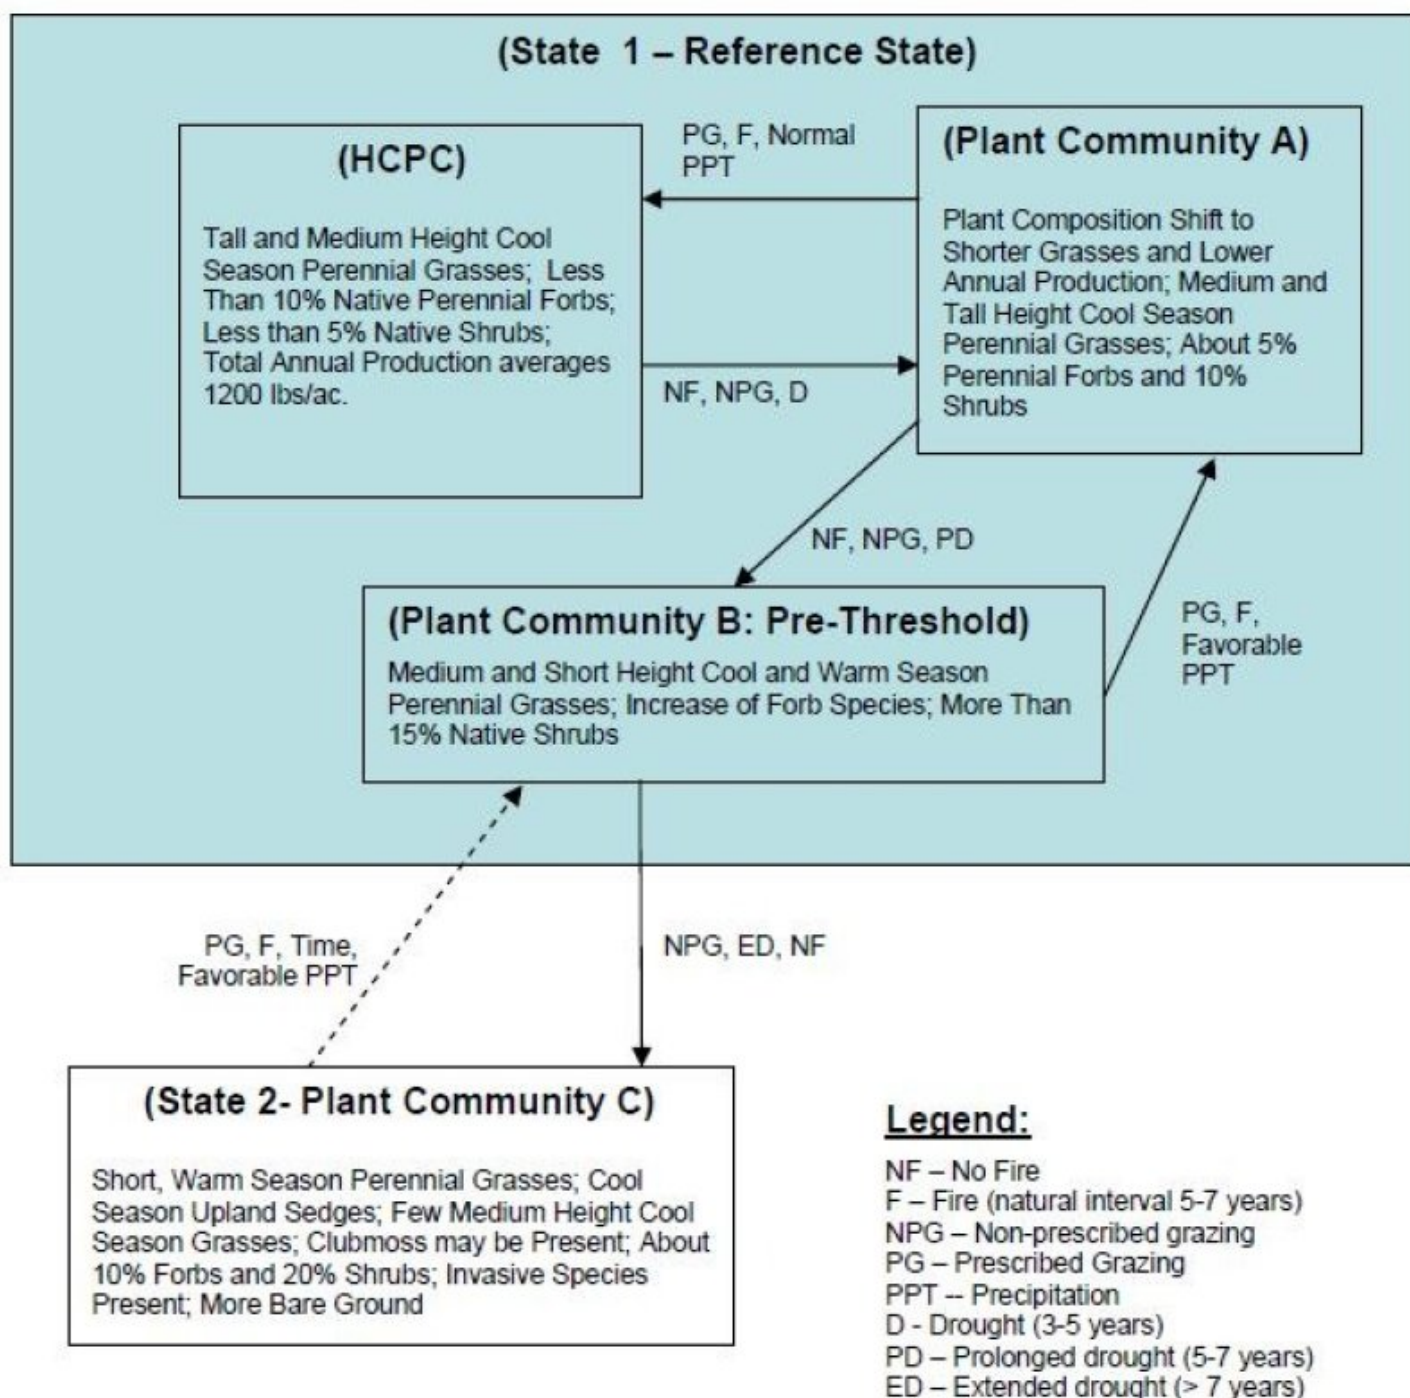 (State 1 – Reference State)
(HCPC)
Tall and Medium Height Cool
Season Perennial Grasses; Less
Than 10% Native Perennial Forbs;
Less than 5% Native Shrubs;
Total Annual Production averages
1200 lbs/ac.
PG, F, Normal
PPT
NF, NPG, D
(Plant Community A)
Plant Composition Shift to
Shorter Grasses and Lower
Annual Production; Medium and
Tall Height Cool Season
Perennial Grasses; About 5%
Perennial Forbs and 10%
Shrubs
NF, NPG, PD
PG, F,
Favorable
PPT
(Plant Community B: Pre-Threshold)
Medium and Short Height Cool and Warm Season
Perennial Grasses; Increase of Forb Species; More Than
15% Native Shrubs
PG, F, Time,
Favorable PPT
NPG, ED, NF
(State 2- Plant Community C)
Short, Warm Season Perennial Grasses; Cool
Season Upland Sedges; Few Medium Height Cool
Season Grasses; Clubmoss may be Present; About
10% Forbs and 20% Shrubs; Invasive Species
Present; More Bare Ground
Legend:
NF – No Fire
F – Fire (natural interval 5-7 years)
NPG – Non-prescribed grazing
PG – Prescribed Grazing
PPT -- Precipitation
D - Drought (3-5 years)
PD – Prolonged drought (5-7 years)
ED – Extended drought (> 7 years)